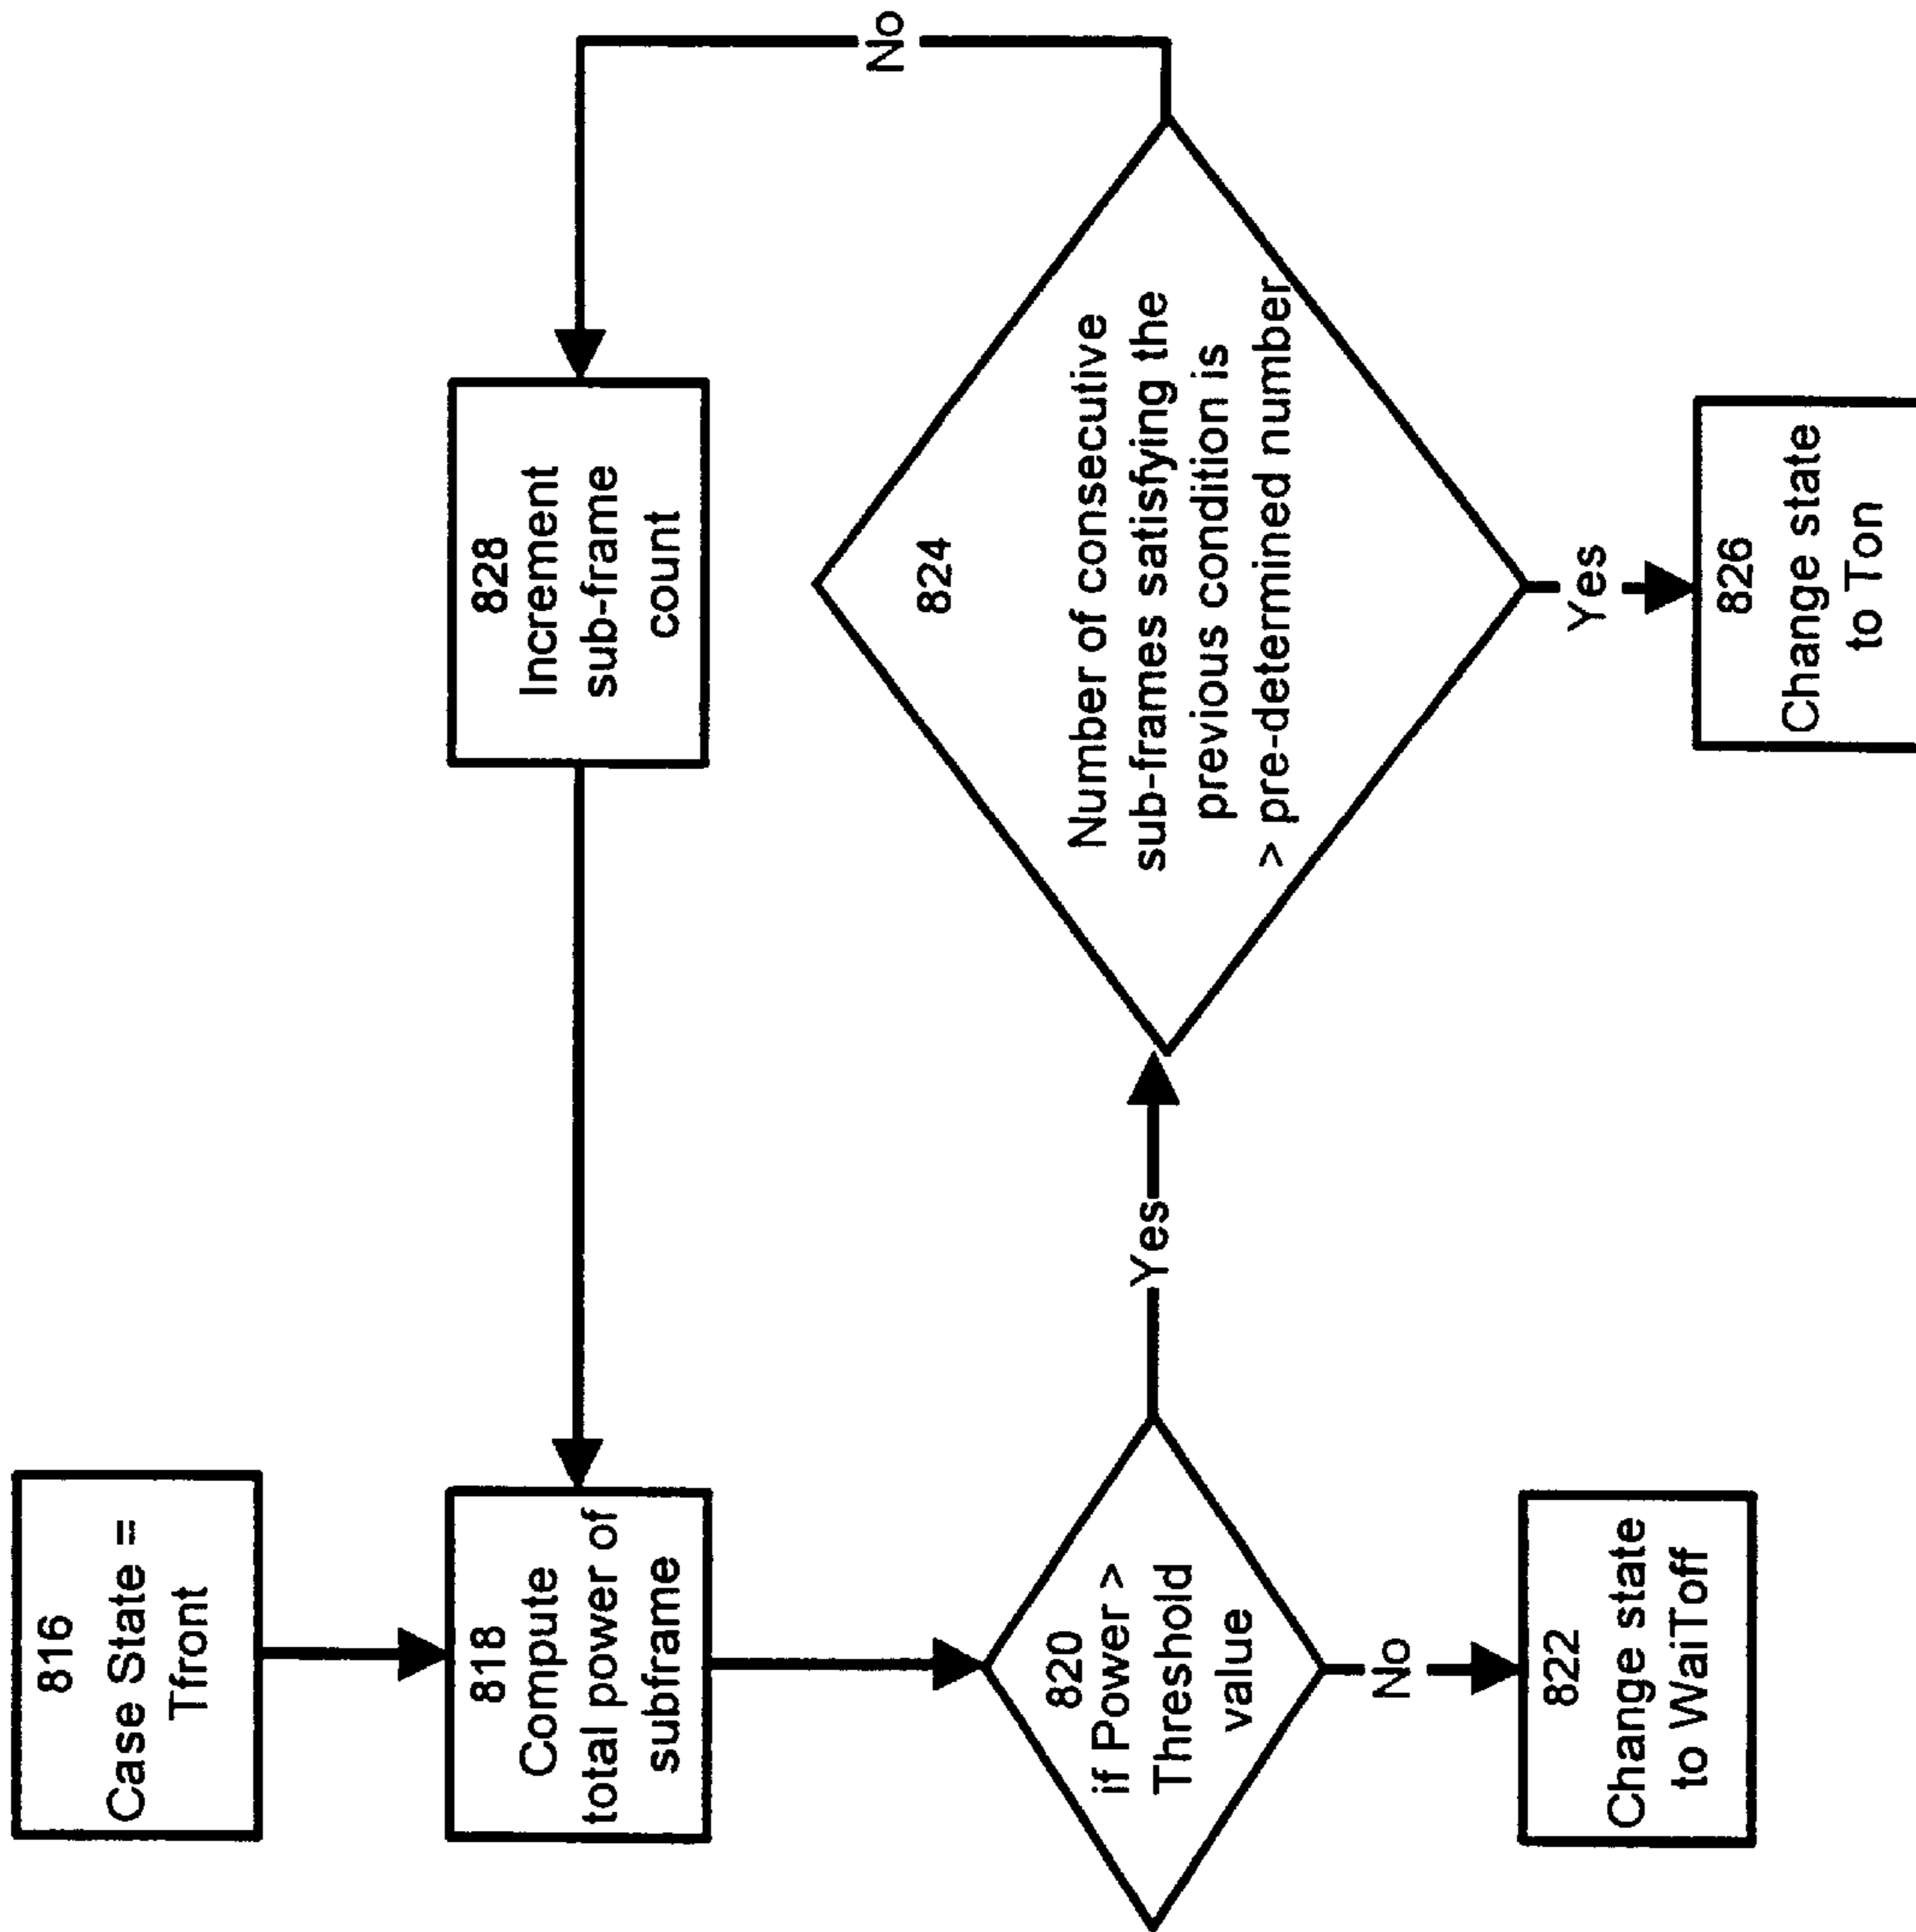 816
Case State =
Tfront
818
Compute
total power of
subframe
820
if Power >
Threshold
value
No
822
Change state
to WaiToff
Yes
824
Number of consecutive
sub-frames satisfying the
previous condition is
> pre-determined number
No
828
Increment
sub-frame
count
Yes
826
Change state
to Ton